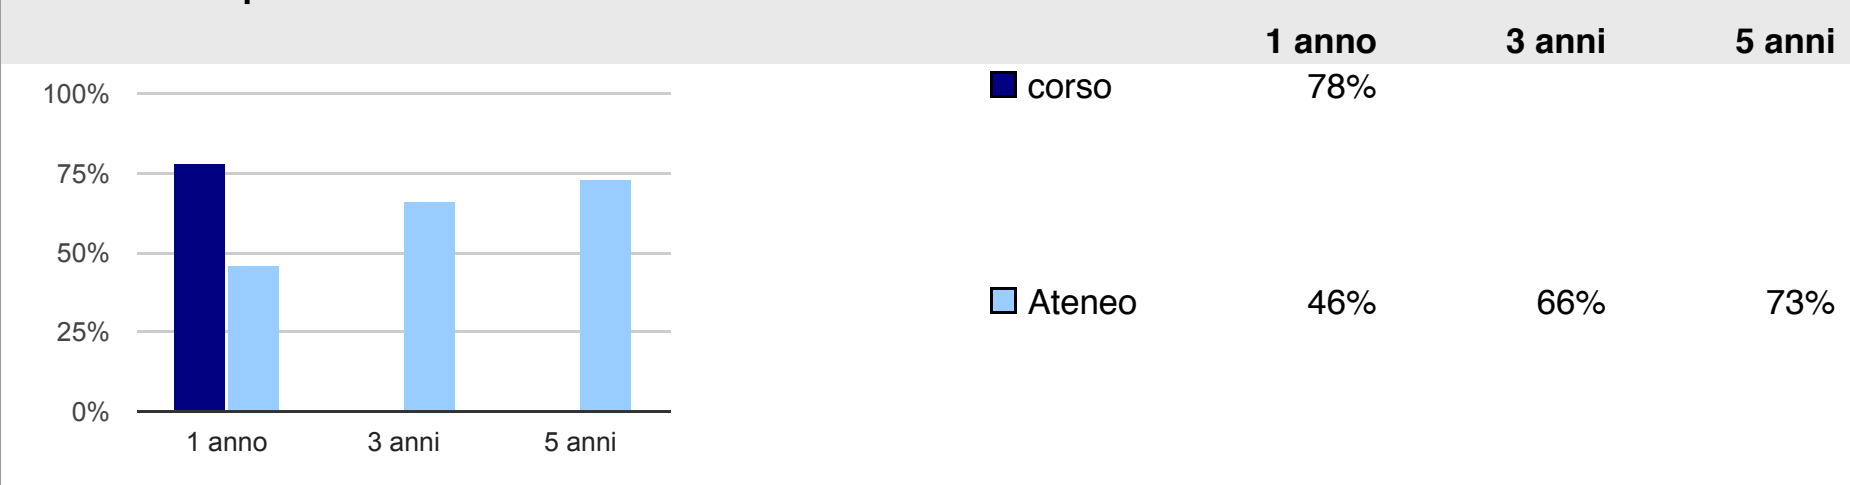 1 anno 3 anni 5 anni
100%
75%
50%
25%
0%
1 anno 3 anni 5 anni
corso 78%
Ateneo 46% 66% 73%